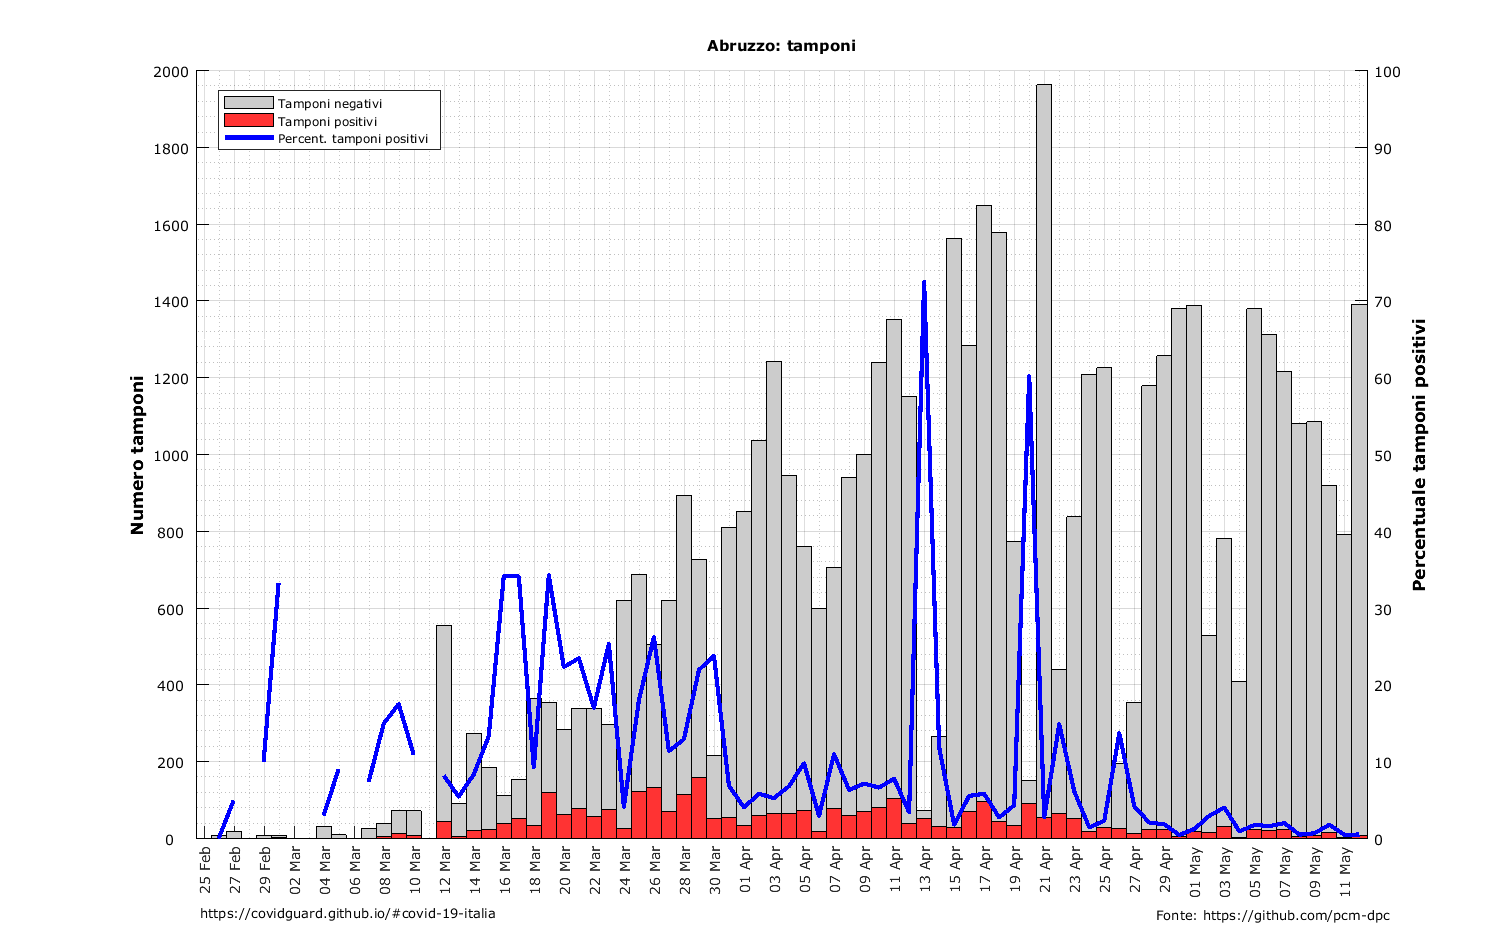 Abruzzo: tamponi
Tamponi negativi
Tamponi positivi
Percent. tamponi positivi
Numero tamponi
2000
1800
1600
1400
1200
1000
800
600
400
200
0
100
90
80
70
60
50
40
30
20
10
0
Percentuale tamponi positivi
25 Feb
27 Feb
29 Feb
02 Mar
04 Mar
06 Mar
08 Mar
10 Mar
12 Mar
14 Mar
16 Mar
18 Mar
20 Mar
22 Mar
24 Mar
26 Mar
28 Mar
30 Mar
01 Apr
03 Apr
05 Apr
07 Apr
09 Apr
11 Apr
13 Apr
15 Apr
17 Apr
19 Apr
21 Apr
23 Apr
25 Apr
27 Apr
29 Apr
01 May
03 May
05 May
07 May
09 May
11 May
https://covidguard.github.io/#covid-19-italia
Fonte: https://github.com/pcm-dpc